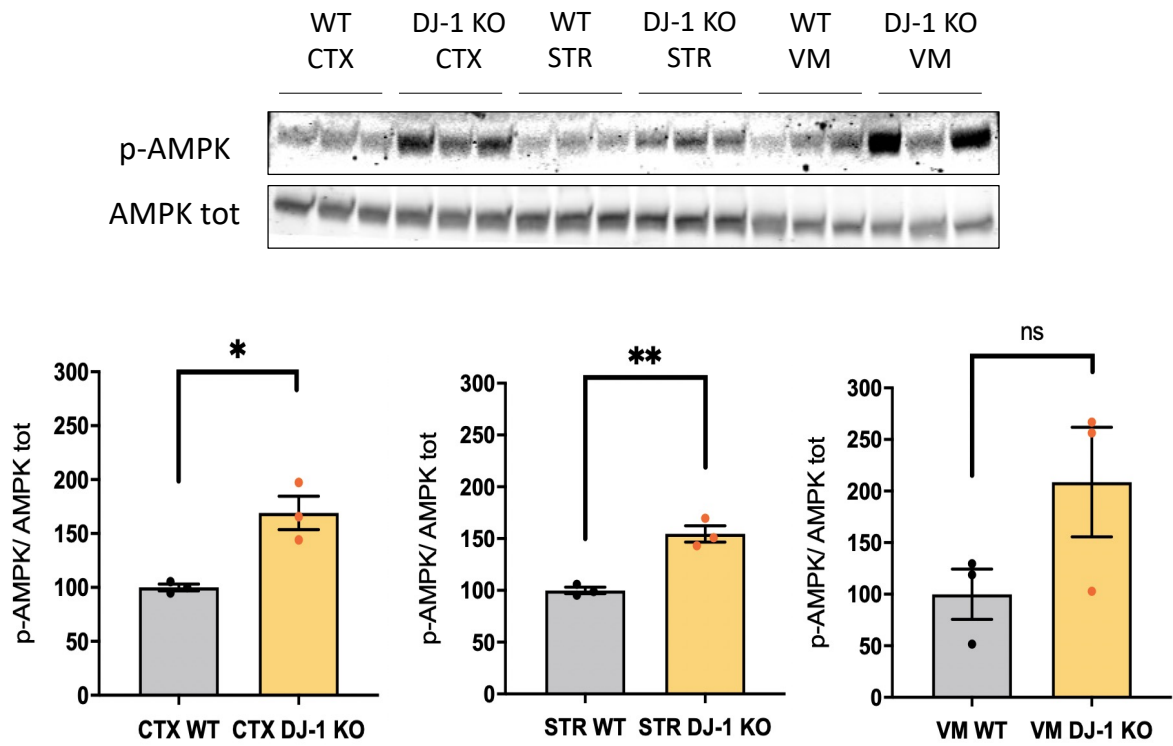 WT DJ-1 KO WT DJ-1 KO WT DJ-1 KO
CTX CTX STR STR VM VM
p-AMPK
AMPK tot
*
300
250
200
150
100
50
0
p-AMPK/ AMPK tot
CTX WT CTX DJ-1 KO
**
300
250
200
150
100
50
0
p-AMPK/ AMPK tot
STR WT STR DJ-1 KO
ns
300
250
200
150
100
50
0
p-AMPK/ AMPK tot
VM WT VM DJ-1 KO